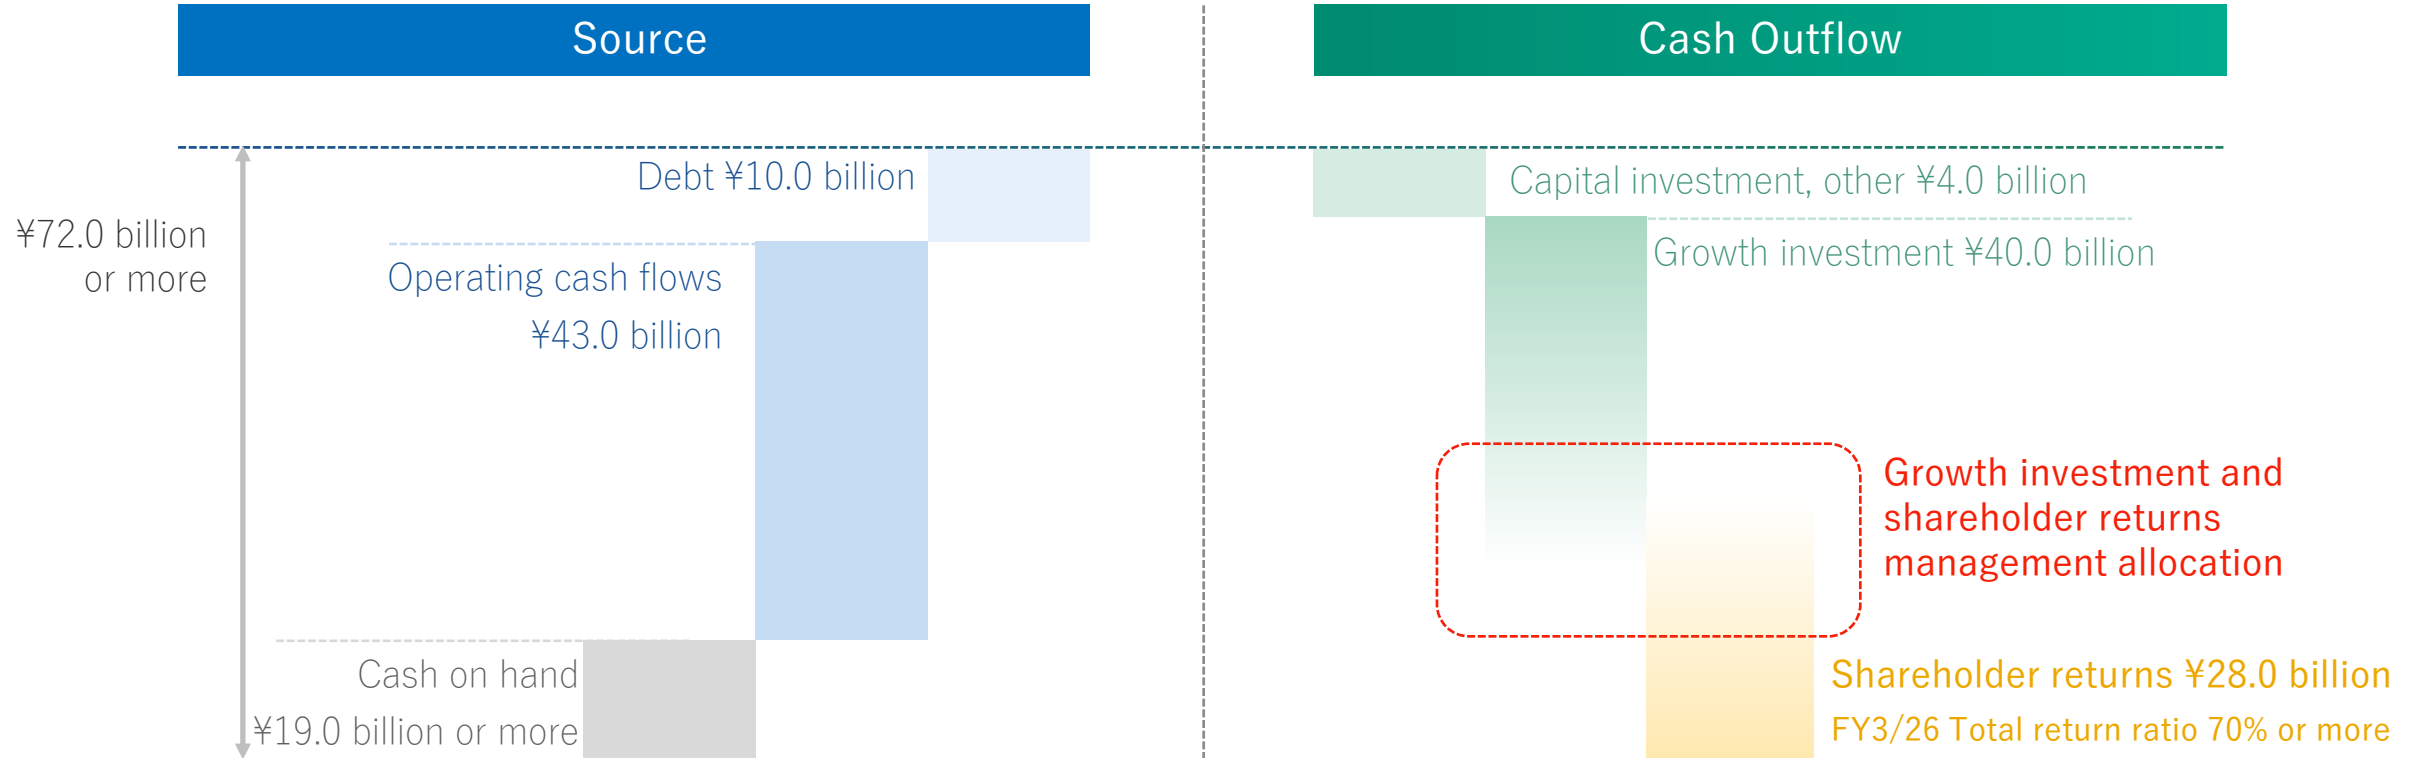 Source
¥72.0 billion
or more
Debt ¥10.0 billion
Operating cash flows
¥43.0 billion
Cash on hand
¥19.0 billion or more
Cash Outflow
Capital investment, other ¥4.0 billion
Growth investment ¥40.0 billion
Growth investment and
shareholder returns
management allocation
Shareholder returns ¥28.0 billion
FY3/26 Total return ratio 70% or more